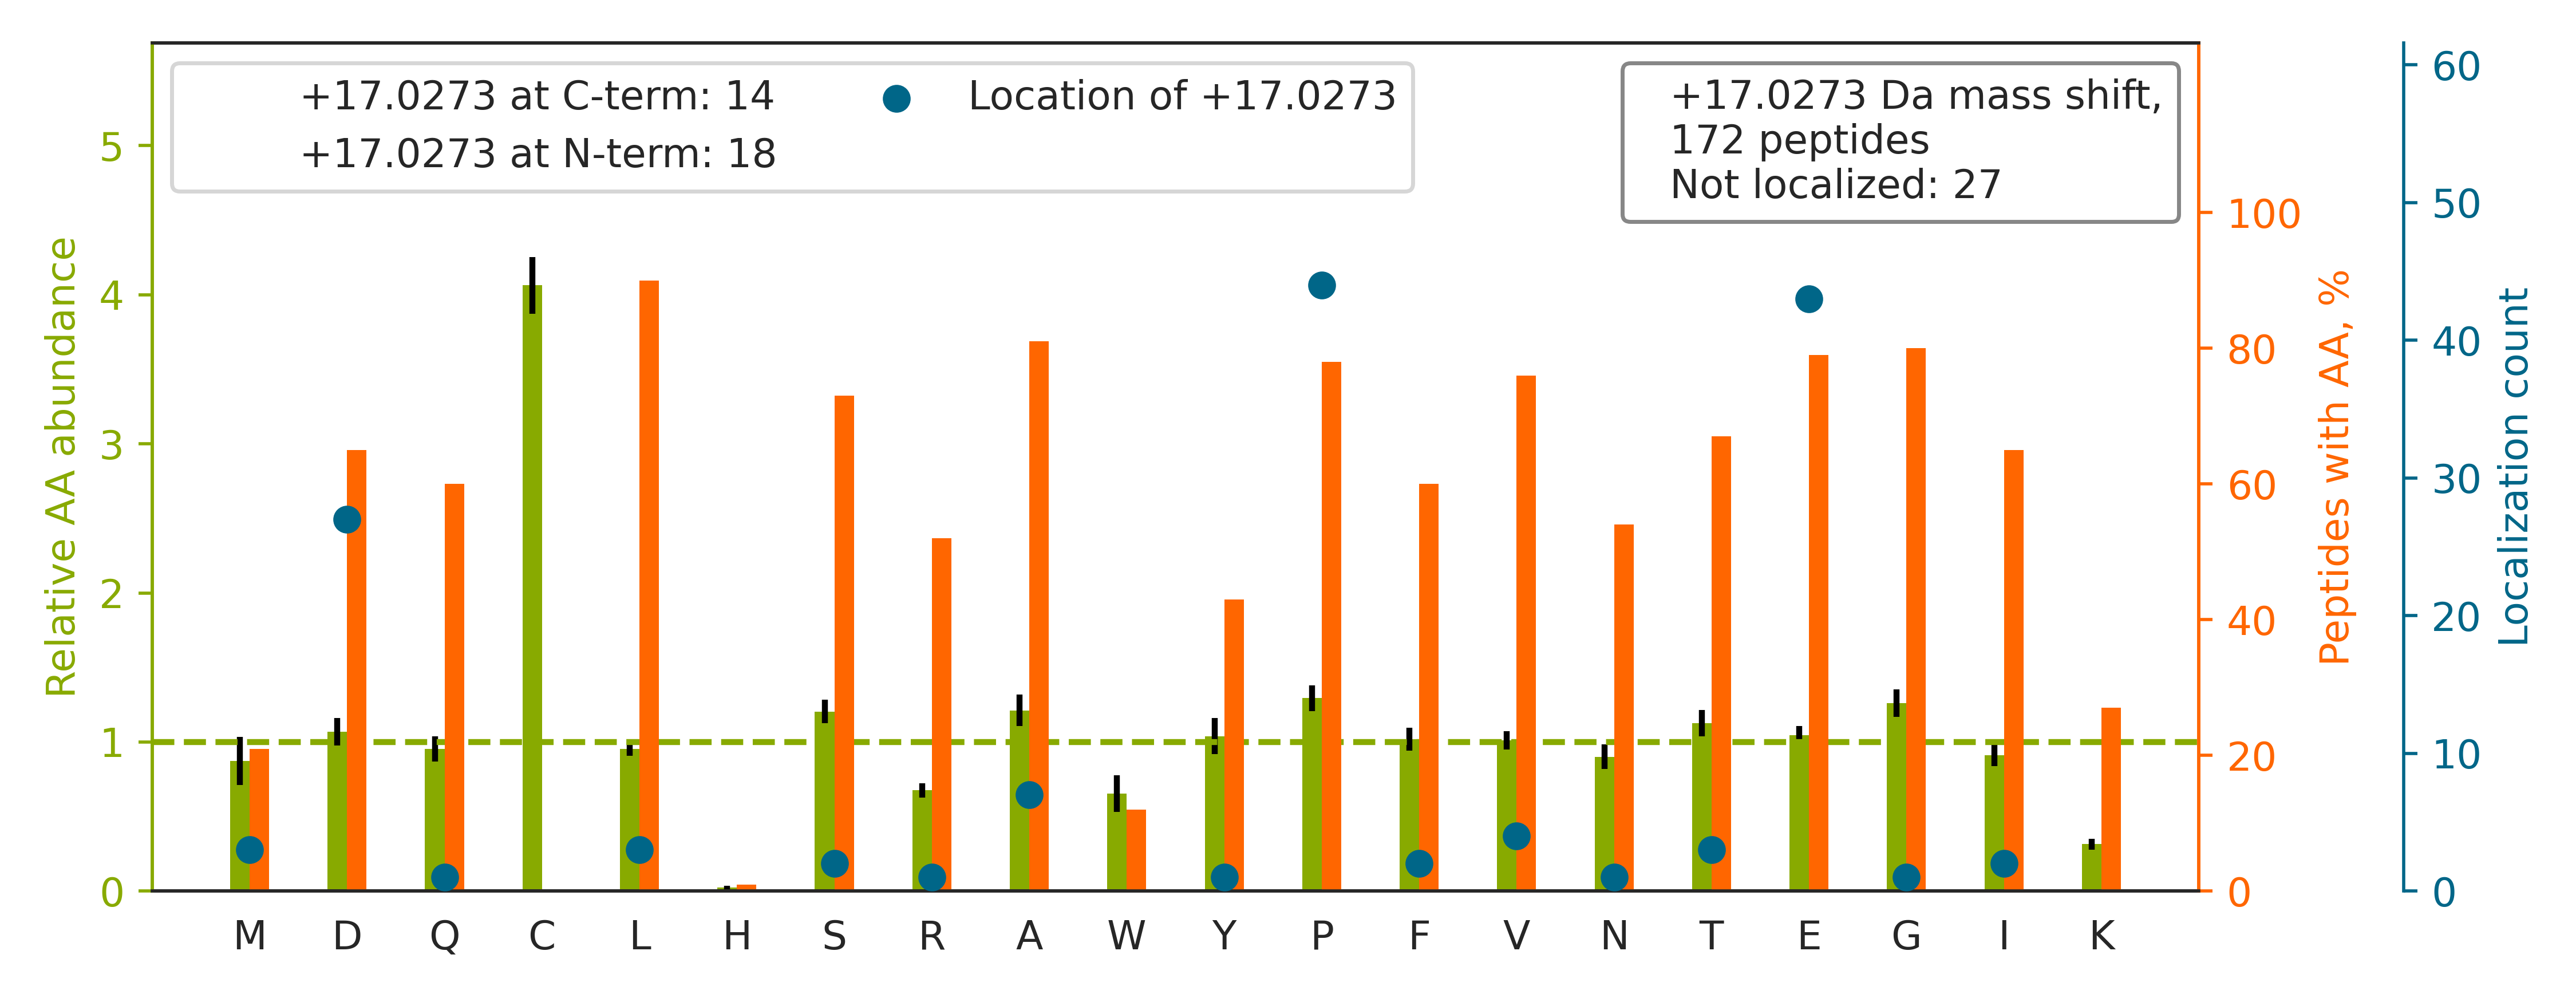 +17.0273 at C-term: 14
+17.0273 at N-term: 18
Location of +17.0273
+17.0273 Da mass shift,
172 peptides
Not localized: 27
Relative AA abundance
5
4
3
2
1
0
M D Q C L H S R A W Y P F V N T E G I K
100
80
60
40
20
0
Peptides with AA, %
60
50
40
30
20
10
0
Localization count